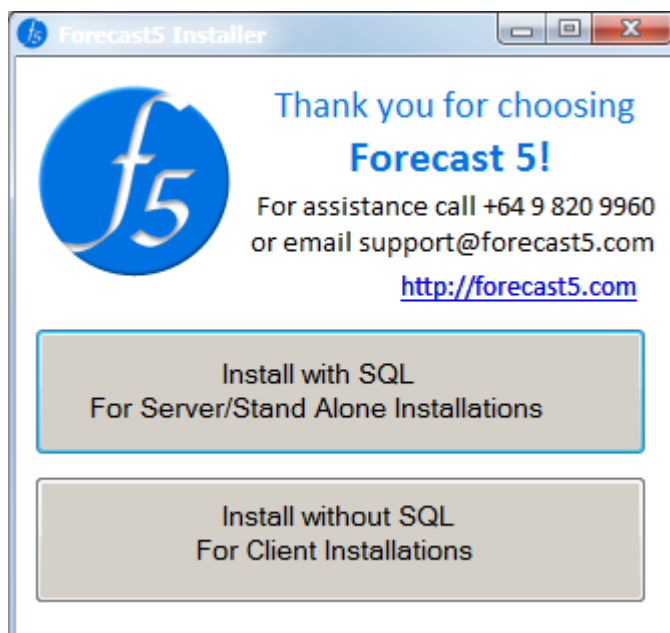 Forecast5 Installer
f5
Thank you for choosing
Forecast 5!
For assistance call +64 9 820 9960
or email support@forecast5.com
http://forecast5.com
Install with SQL
For Server/Stand Alone Installations
Install without SQL
For Client Installations